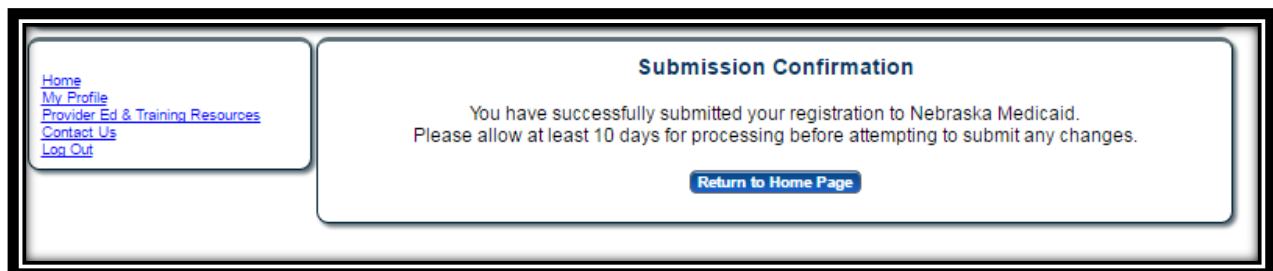 Home
My Profile
Provider Ed & Training Resources
Contact Us
Log Out
Submission Confirmation
You have successfully submitted your registration to Nebraska Medicaid.
Please allow at least 10 days for processing before attempting to submit any changes.
Return to Home Page